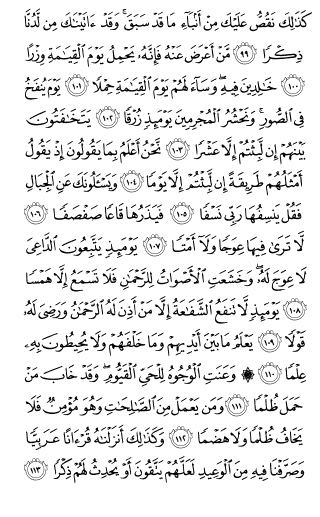 كَذَٰلِكَ نَقُصُّ عَلَيْكَ مِنْ أَنۢبَآءِ مَا قَدْ سَبَقَ ۚ وَقَدْ ءَاتَيْنَٰكَ مِن لَّدُنَّا
ذِكْرًا ٩٩ مَّنْ أَعْرَضَ عَنْهُ فَإِنَّهُۥ يَحْمِلُ يَوْمَ ٱلْقِيَٰمَةِ وِزْرًا
١٠٠ خَٰلِدِينَ فِيهِ ۖ وَسَآءَ لَهُمْ يَوْمَ ٱلْقِيَٰمَةِ حِمْلًا ١٠١ يَوْمَ يُنفَخُ
فِى ٱلصُّورِ ۚ وَنَحْشُرُ ٱلْمُجْرِمِينَ يَوْمَئِذٍ زُرْقًا ١٠٢ يَتَخَٰفَتُونَ
بَيْنَهُمْ إِن لَّبِثْتُمْ إِلَّا عَشْرًا ١٠٣ نَّحْنُ أَعْلَمُ بِمَا يَقُولُونَ إِذْ يَقُولُ
أَمْثَلُهُمْ طَرِيقَةً إِن لَّبِثْتُمْ إِلَّا يَوْمًا ١٠٤ وَيَسْـَٔلُونَكَ عَنِ ٱلْجِبَالِ
فَقُلْ يَنسِفُهَا رَبِّى نَسْفًا ١٠٥ فَيَذَرُهَا قَاعًا صَفْصَفًا ١٠٦
لَّا تَرَىٰ فِيهَا عِوَجًا وَلَآ أَمْتًا ١٠٧ يَوْمَئِذٍ يَتَّبِعُونَ ٱلدَّاعِىَ
لَا عِوَجَ لَهُۥ ۖ وَخَشَعَتِ ٱلْأَصْوَاتُ لِلرَّحْمَٰنِ فَلَا تَسْمَعُ إِلَّا هَمْسًا
١٠٨ يَوْمَئِذٍ لَّا تَنفَعُ ٱلشَّفَٰعَةُ إِلَّا مَنْ أَذِنَ لَهُ ٱلرَّحْمَٰنُ وَرَضِىَ لَهُۥ
قَوْلًا ١٠٩ يَعْلَمُ مَا بَيْنَ أَيْدِيهِمْ وَمَا خَلْفَهُمْ وَلَا يُحِيطُونَ بِهِۦ
عِلْمًا ١١٠ ۞ وَعَنَتِ ٱلْوُجُوهُ لِلْحَىِّ ٱلْقَيُّومِ ۖ وَقَدْ خَابَ مَنْ
حَمَلَ ظُلْمًا ١١١ وَمَن يَعْمَلْ مِنَ ٱلصَّٰلِحَٰتِ وَهُوَ مُؤْمِنٌ فَلَا
يَخَافُ ظُلْمًا وَلَا هَضْمًا ١١٢ وَكَذَٰلِكَ أَنزَلْنَٰهُ قُرْءَانًا عَرَبِيًّا
وَصَرَّفْنَا فِيهِ مِنَ ٱلْوَعِيدِ لَعَلَّهُمْ يَتَّقُونَ أَوْ يُحْدِثُ لَهُمْ ذِكْرًا ١١٣